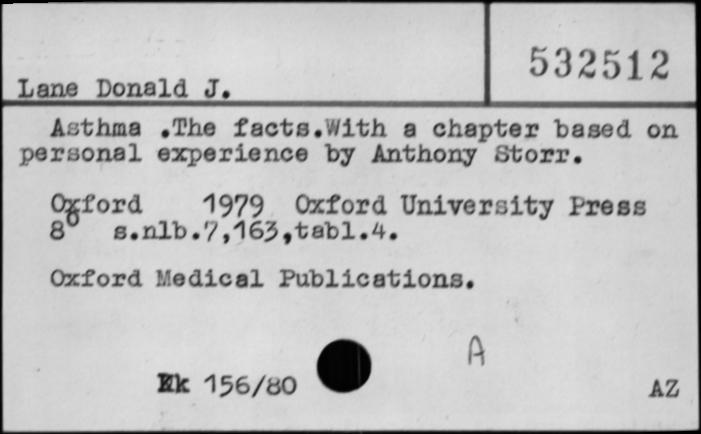 532512
Lane Donald J.
Asthma .The facts.With a chapter based on
personal experience by Anthony Storr.
Oxford 1979 Oxford University Press
8° s.nlb.7,163,tabl.4.
Oxford Medical Publications.
A
156/80
AZ